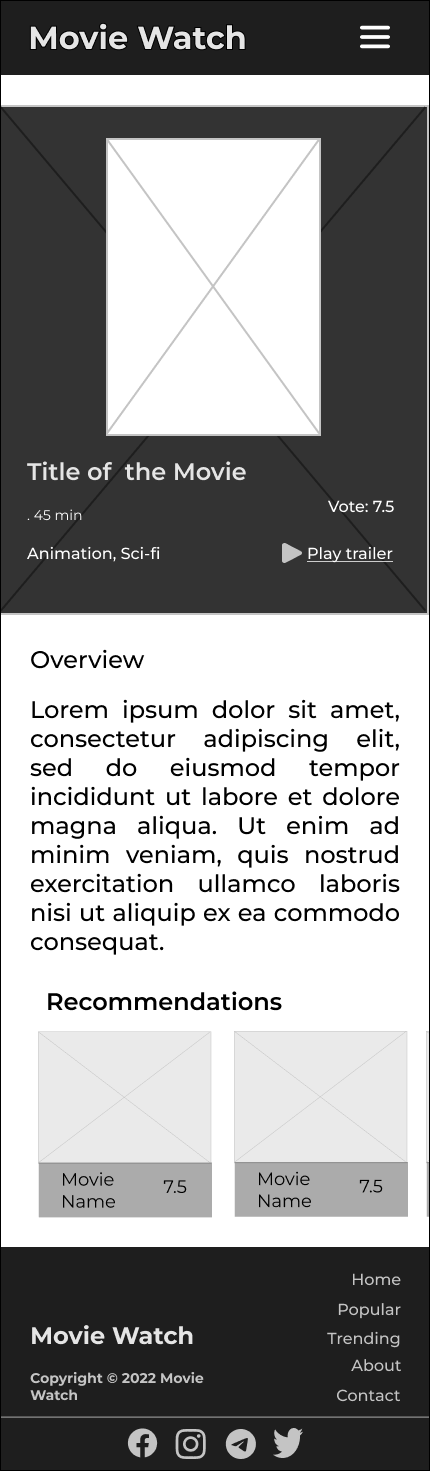 Movie Watch
Title of the Movie
. 45 min
Vote: 7.5
Animation, Sci-fi
Play trailer
Overview
Lorem ipsum dolor sit amet,
consectetur adipiscing elit,
sed do eiusmod tempor
incididunt ut labore et dolore
magna aliqua. Ut enim ad
minim veniam, quis nostrud
exercitation ullamco laboris
nisi ut aliquip ex ea commodo
consequat.
Recommendations
Movie
Name
7.5
Movie
Name
7.5
Home
Popular
Trending
About
Contact
Movie Watch
Copyright © 2022 Movie
Watch